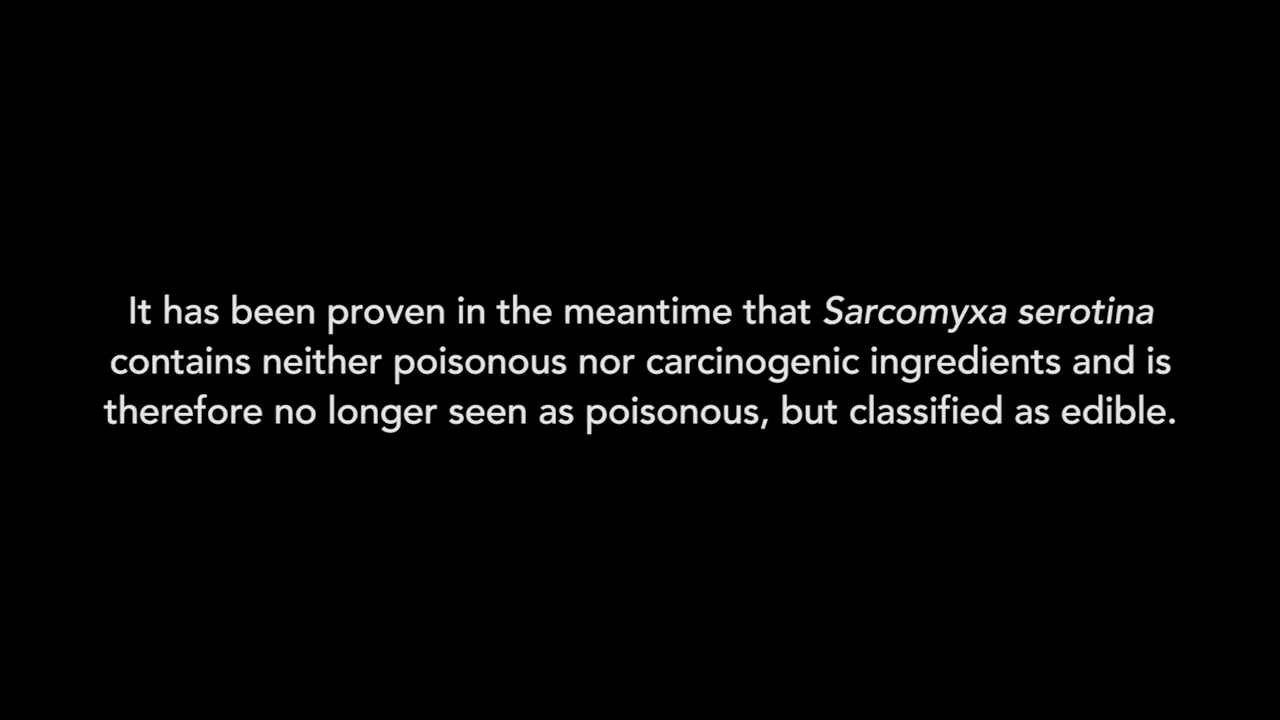 It has been proven in the meantime that Sarcomyxa serotina
contains neither poisonous nor carcinogenic ingredients and is
therefore no longer seen as poisonous, but classified as edible.